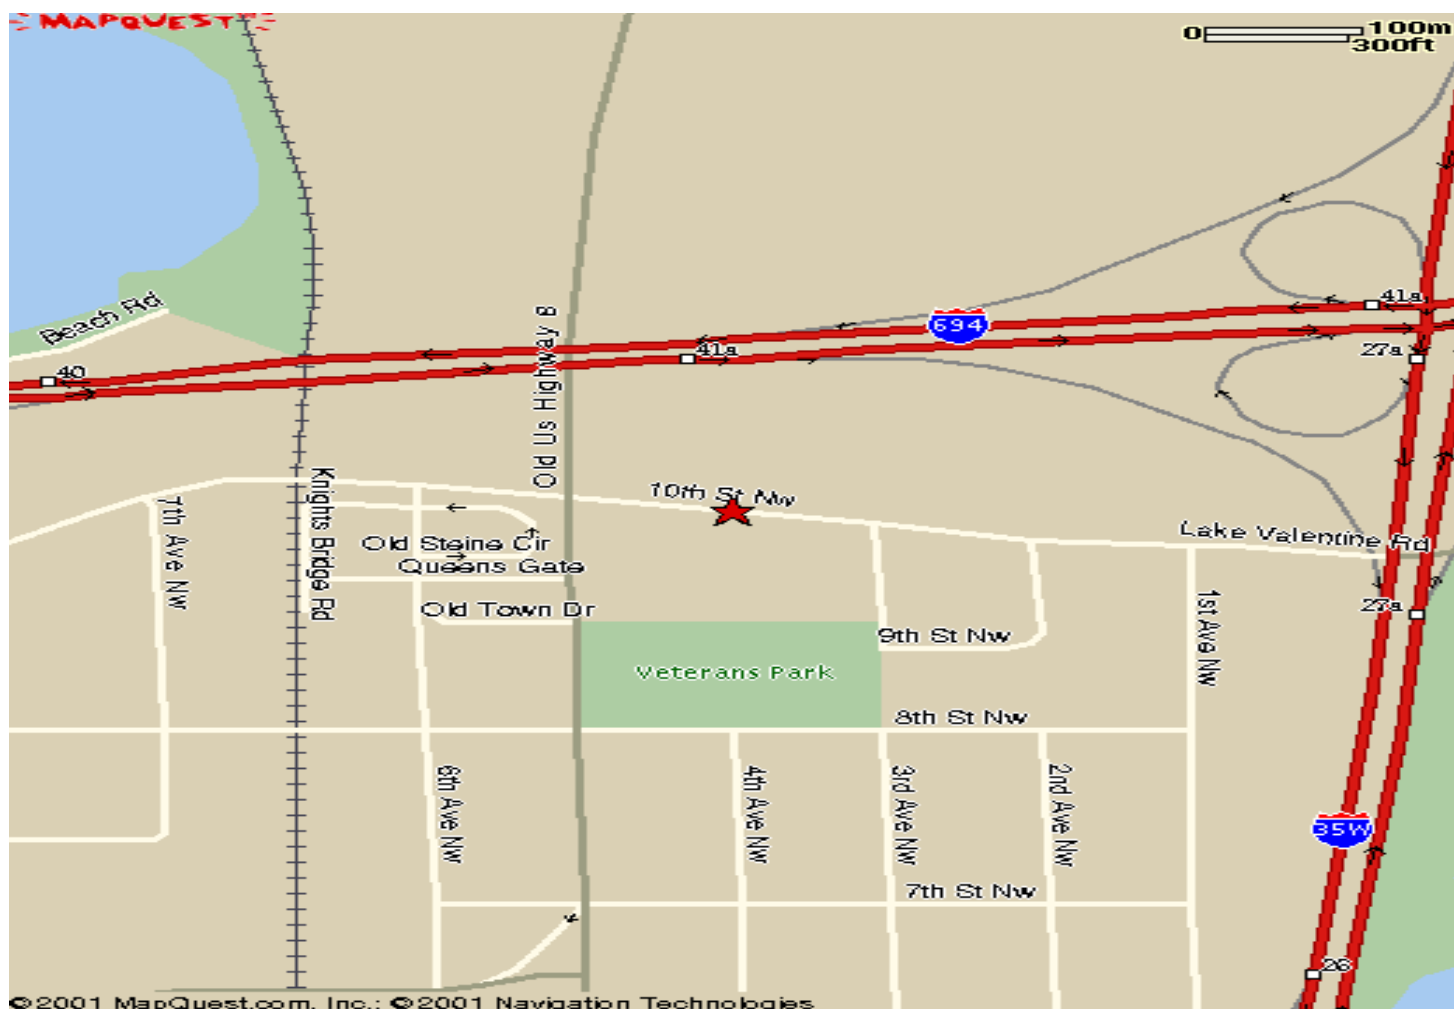 MAPQUEST
0 100m
300ft
Beach Rd
41a
694
41a
27a
40
Old Us Highway 8
10th St Nw
Knights Bridge Rd
7th Ave NW
Lake Valentine Rd
Old Steine Cir
Queens Gate
Old Town Dr
27a
1st Ave NW
9th St Nw
Veterans Park
8th St Nw
6th Ave NW
4th Ave NW
3rd Ave NW
2nd Ave NW
35W
7th St Nw
26
©2001 MapQuest.com, Inc.; ©2001 Navigation Technologies